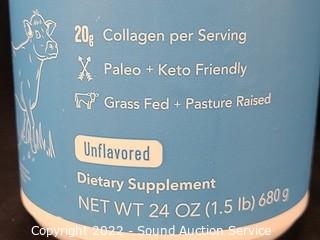 20g Collagen per Serving
Paleo + Keto Friendly
Grass Fed + Pasture Raised
Unflavored
Dietary Supplement
NET WT 24 OZ (1.5 lb) 680g
Copyright 2022 - Sound Auction Service